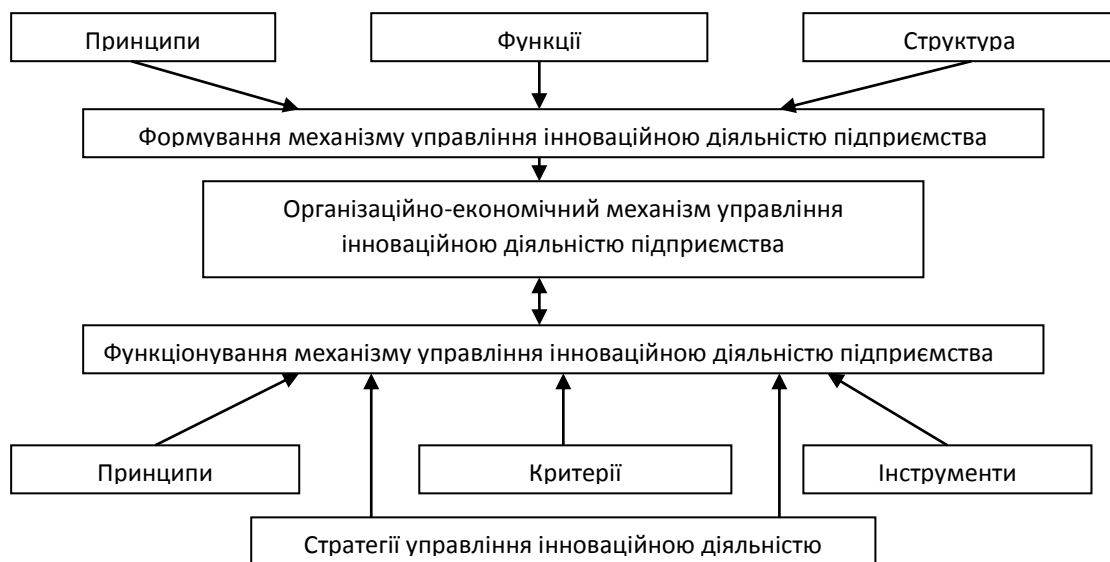 Принципи
Функції
Структура
Формування механізму управління інноваційною діяльністю підприємства
Організаційно-економічний механізм управління
інноваційною діяльністю підприємства
Функціонування механізму управління інноваційною діяльністю підприємства
Принципи
Критерії
Інструменти
Стратегії управління інноваційною діяльністю